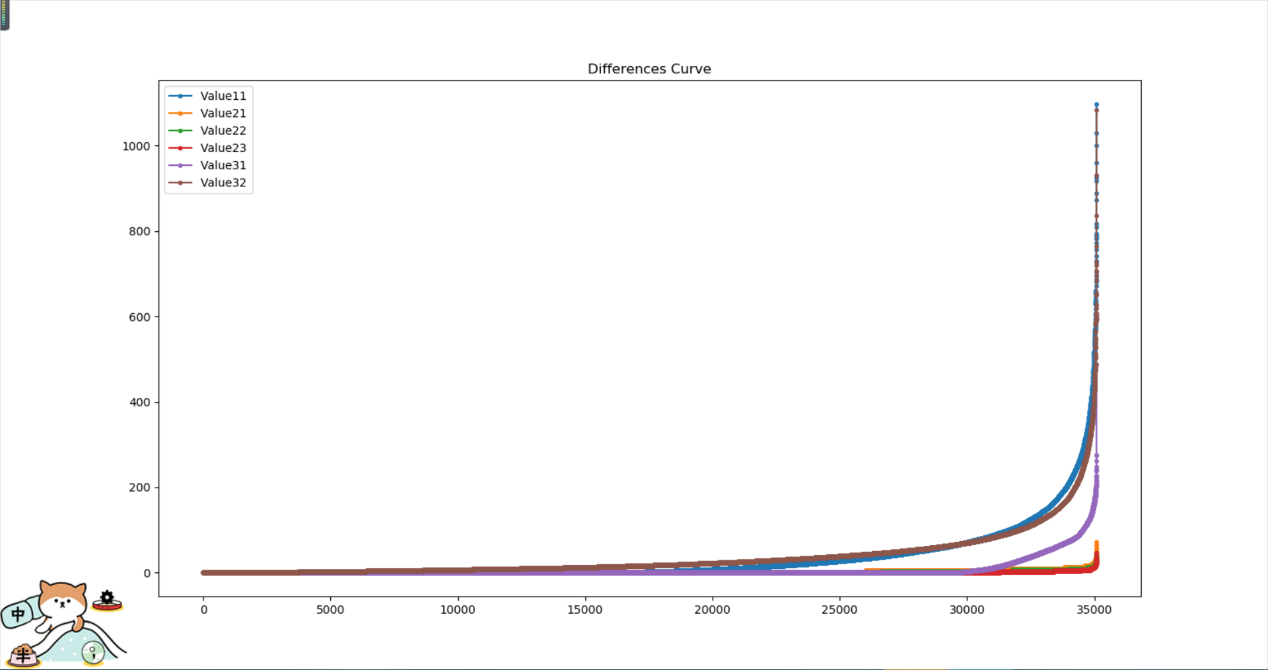 Differences Curve
Value11
Value21
Value22
Value23
Value31
Value32
1000
800
600
400
200
0
0 5000 10000 15000 20000 25000 30000 35000
中
半